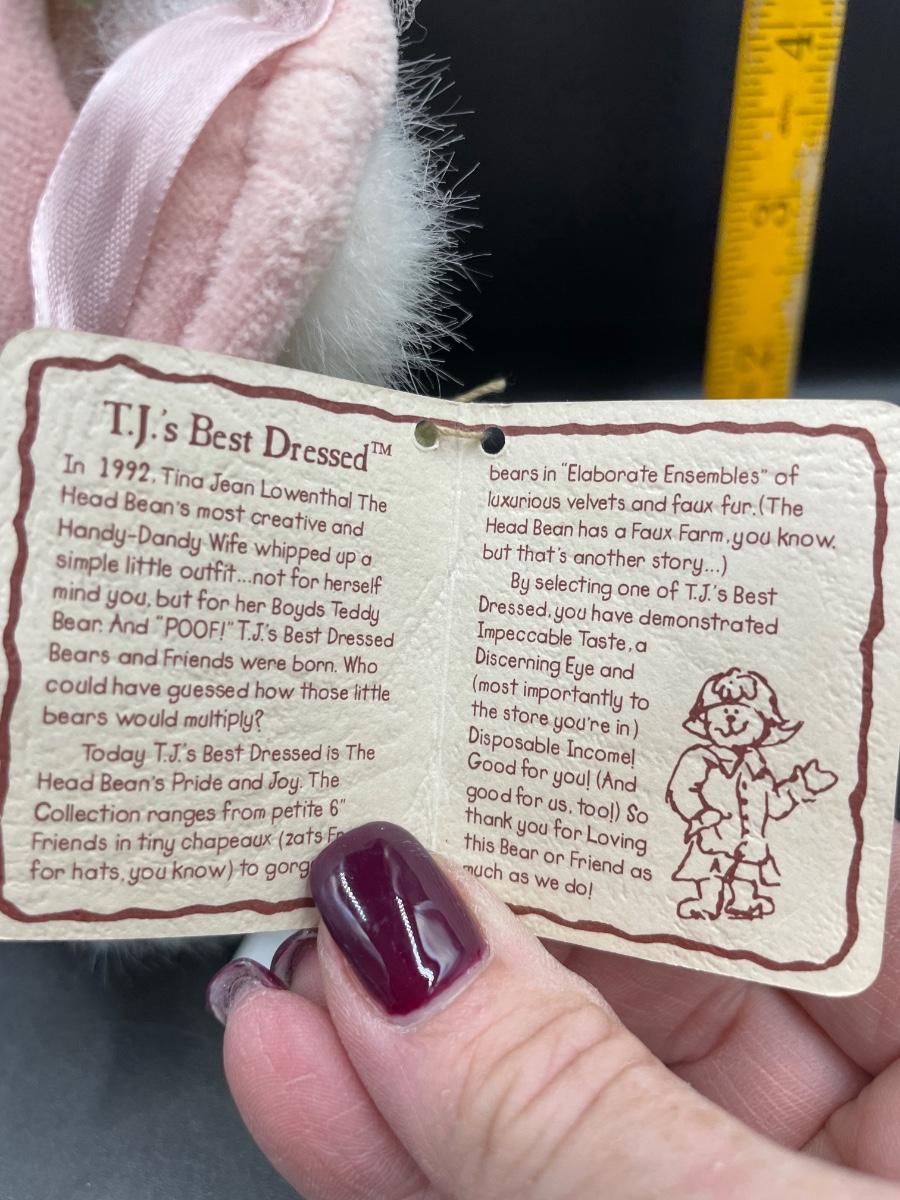 T.J.'s Best Dressed™
In 1992, Tina Jean Lowenthal The
Head Bean's most creative and
Handy-Dandy Wife whipped up a
simple little outfit...not for herself
mind you, but for her Boyds Teddy
Bear. And "POOF!" T.J.'s Best Dressed
Bears and Friends were born. Who
could have guessed how those little
bears would multiply?
Today T.J.'s Best Dressed is The
Head Bean's Pride and Joy. The
Collection ranges from petite 6"
Friends in tiny chapeaux (zats
for hats, you know) to
bears in "Elaborate Ensembles" of
luxurious velvets and faux fur. (The
Head Bean has a Faux Farm, you know,
but that's another story...)
By selecting one of T.J.'s Best
Dressed, you have demonstrated
Impeccable Taste, a
Discerning Eye and
(most importantly to
the store you're in)
Disposable Income!
Good for you! (And
good for us, too!) So
thank you for Loving
this Bear or Friend as
much as we do!
4
3
2